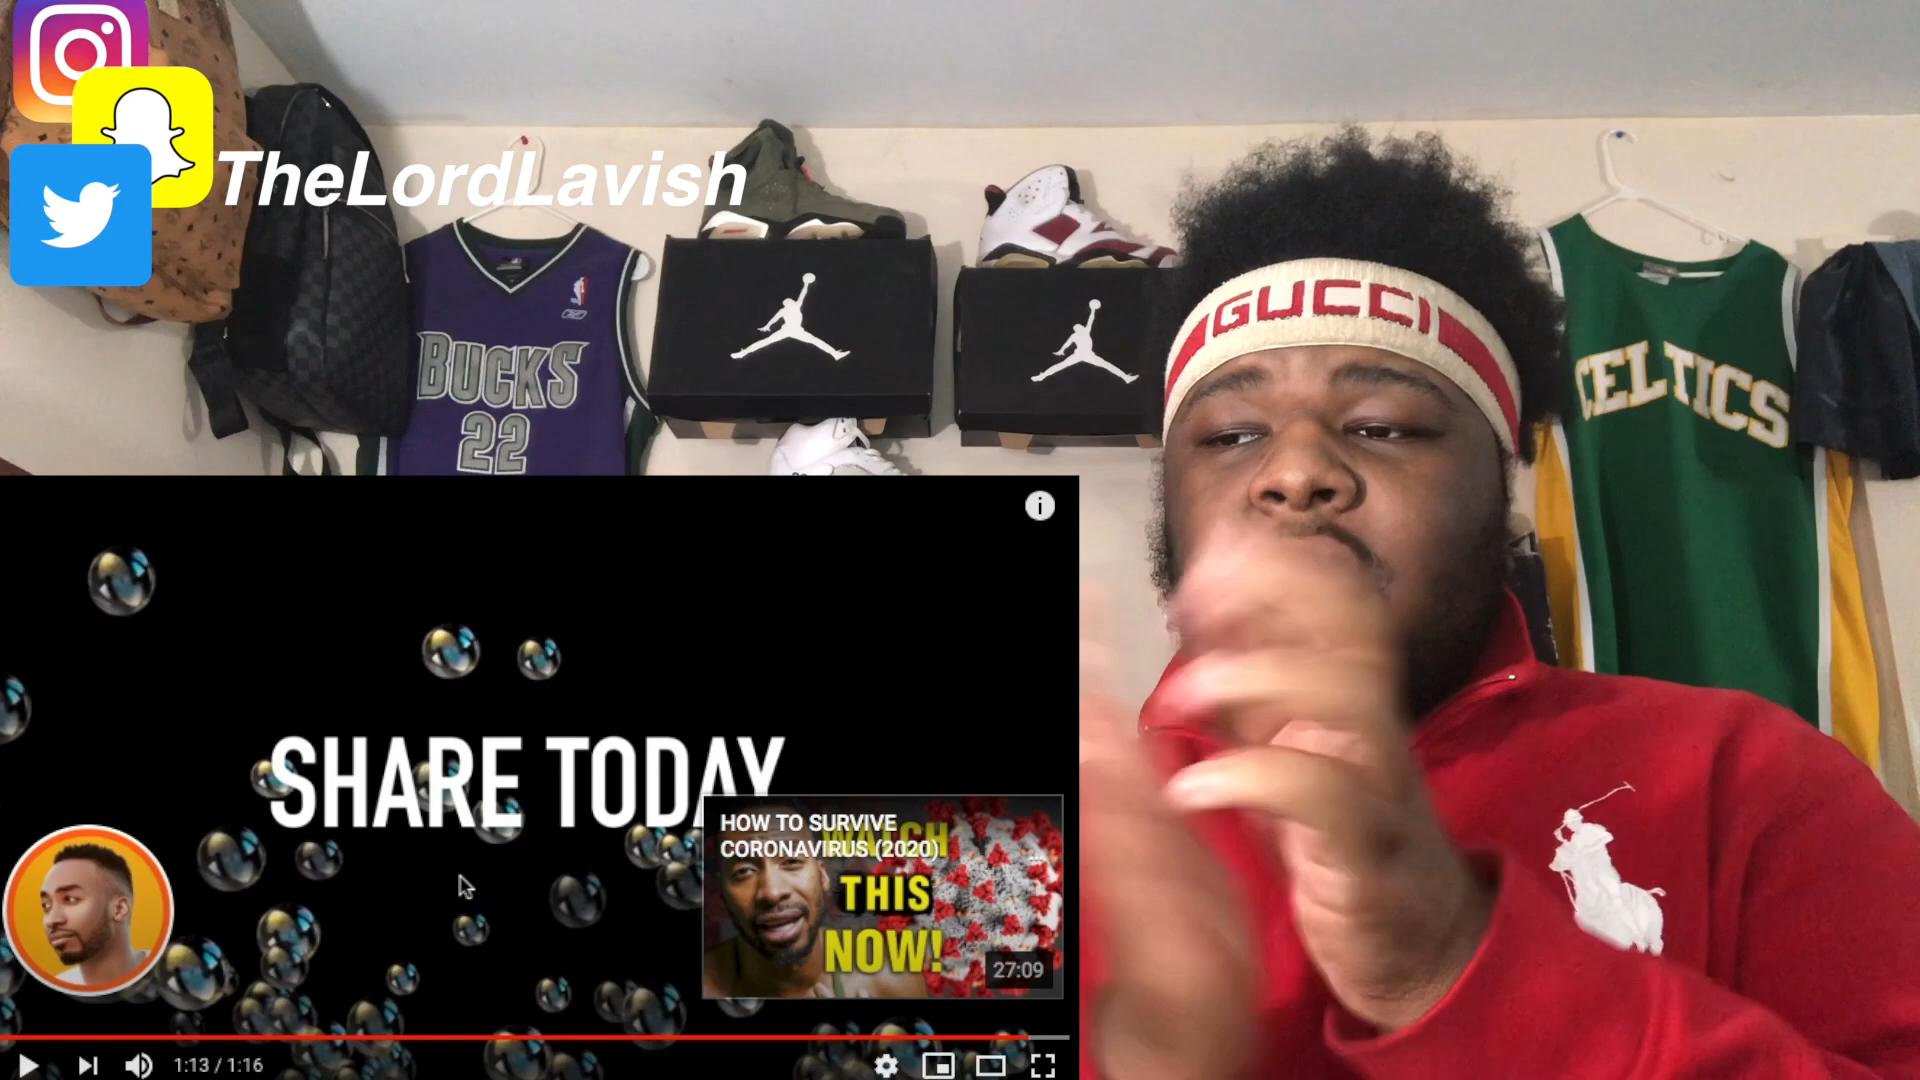 TheLordLavish
BUCKS
22
GUCCI
CELTICS
SHARE TODAY
HOW TO SURVIVE
CORONAVIRUS (2020)
WATCH
THIS
NOW!
27:09
1:13 / 1:16